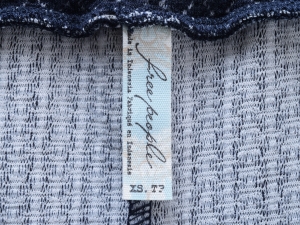 free people
Made in Indonesia / Fabriqué en Indonésie
XS. TP